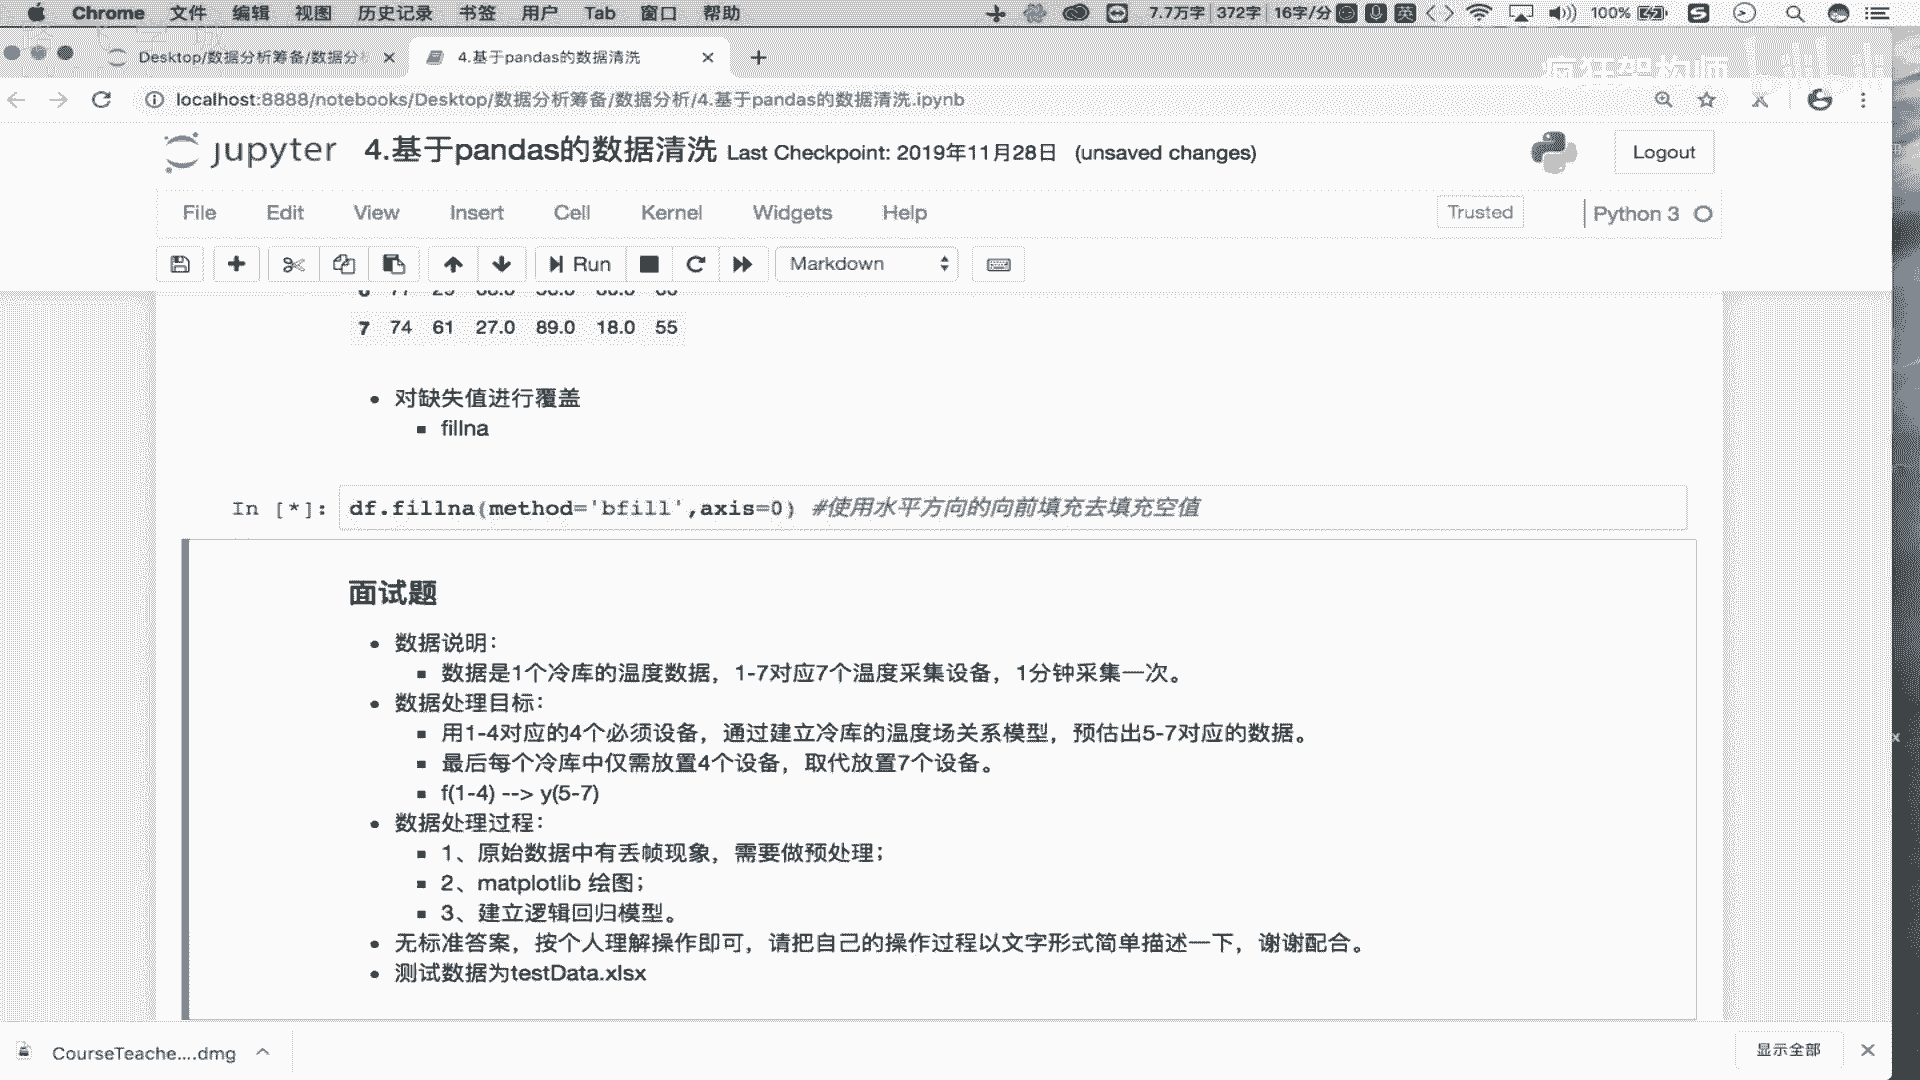 Chrome 文件 编辑 视图 历史记录 书签 用户 Tab 窗口 帮助 7.7万字 372字 16字/分 英 100%
Desktop/数据分析筹备/数据分 4.基于pandas的数据清洗
疯狂架构师 bilibili
localhost:8888/notebooks/Desktop/数据分析筹备/数据分析/4.基于pandas的数据清洗.ipynb
jupyter 4.基于pandas的数据清洗 Last Checkpoint: 2019年11月28日 (unsaved changes) Logout
File Edit View Insert Cell Kernel Widgets Help Trusted Python 3
Run Markdown
7 74 61 27.0 89.0 18.0 55
对缺失值进行覆盖
fillna
In [*]: df.fillna(method='bfill',axis=0) #使用水平方向的向前填充去填充空值
面试题
数据说明：
数据是1个冷库的温度数据，1-7对应7个温度采集设备，1分钟采集一次。
数据处理目标：
用1-4对应的4个必须设备，通过建立冷库的温度场关系模型，预估出5-7对应的数据。
最后每个冷库中仅需放置4个设备，取代放置7个设备。
f(1-4) --> y(5-7)
数据处理过程：
1、原始数据中有丢帧现象，需要做预处理；
2、matplotlib 绘图；
3、建立逻辑回归模型。
无标准答案，按个人理解操作即可，请把自己的操作过程以文字形式简单描述一下，谢谢配合。
测试数据为testData.xlsx
CourseTeache....dmg 显示全部